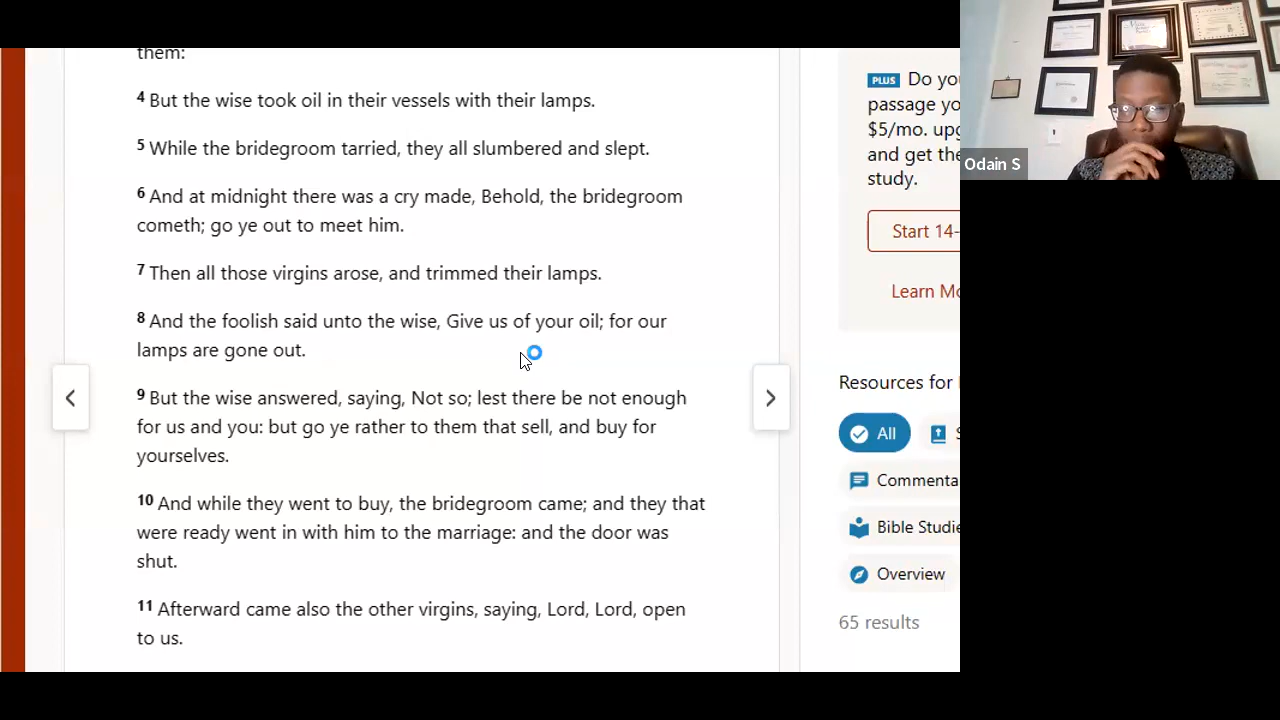 them:
4 But the wise took oil in their vessels with their lamps.
5 While the bridegroom tarried, they all slumbered and slept.
6 And at midnight there was a cry made, Behold, the bridegroom
cometh; go ye out to meet him.
7 Then all those virgins arose, and trimmed their lamps.
8 And the foolish said unto the wise, Give us of your oil; for our
lamps are gone out.
9 But the wise answered, saying, Not so; lest there be not enough
for us and you: but go ye rather to them that sell, and buy for
yourselves.
10 And while they went to buy, the bridegroom came; and they that
were ready went in with him to the marriage: and the door was
shut.
11 Afterward came also the other virgins, saying, Lord, Lord, open
to us.
PLUS Do yo
passage yo
$5/mo. upg
and get the
study.
Start 14-
Learn Mo
Resources for
All
Commenta
Bible Studie
Overview
65 results
Odain S